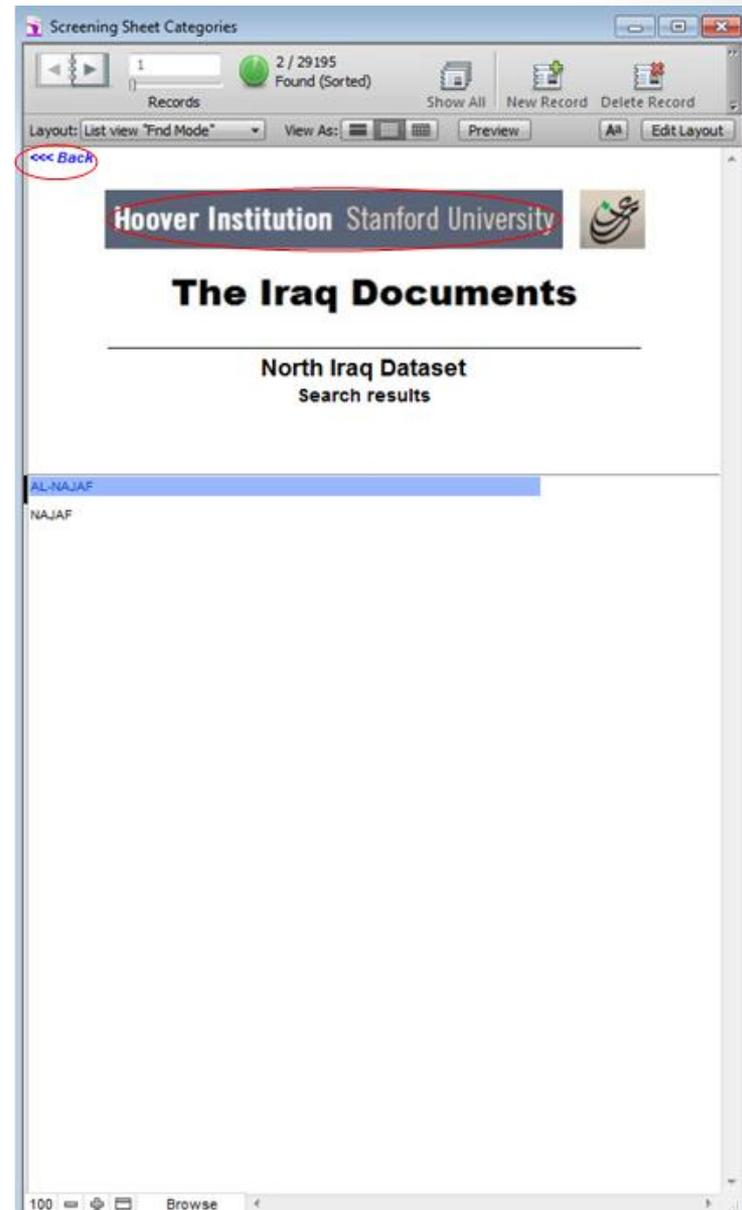 Screening Sheet Categories
1
Records
2 / 29195
Found (Sorted)
Show All
New Record
Delete Record
Layout: List view "Fnd Mode"
View As:
Preview
Aa
Edit Layout
<<< Back
Hoover Institution Stanford University
The Iraq Documents
North Iraq Dataset
Search results
AL-NAJAF
NAJAF
100
Browse